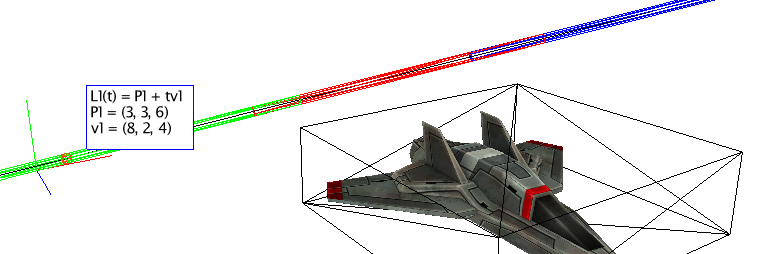 L1(t) = P1 + tv1
P1 = (3, 3, 6)
v1 = (8, 2, 4)